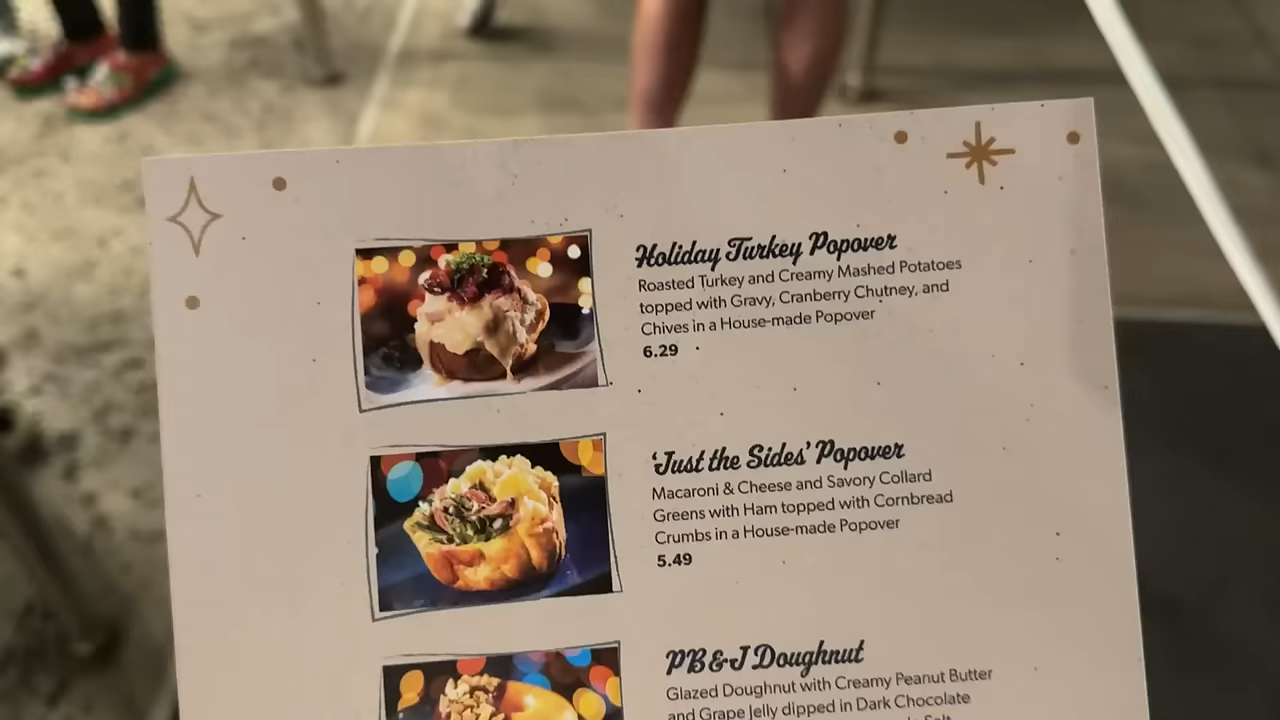 Holiday Turkey Popover
Roasted Turkey and Creamy Mashed Potatoes
topped with Gravy, Cranberry Chutney, and
Chives in a House-made Popover
6.29
‘Just the Sides’ Popover
Macaroni & Cheese and Savory Collard
Greens with Ham topped with Cornbread
Crumbs in a House-made Popover
5.49
PB&J Doughnut
Glazed Doughnut with Creamy Peanut Butter
and Grape Jelly dipped in Dark Chocolate
Salt